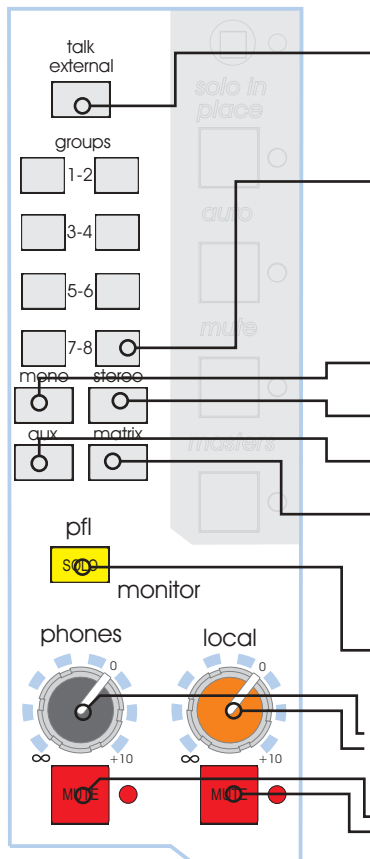 talk
external
solo in
place
groups
1-2
auto
3-4
5-6
mute
7-8
mono stereo
masters
aux matrix
pfl
SOLO
monitor
phones local
0 0
∞ +10 ∞ +10
MUTE MUTE